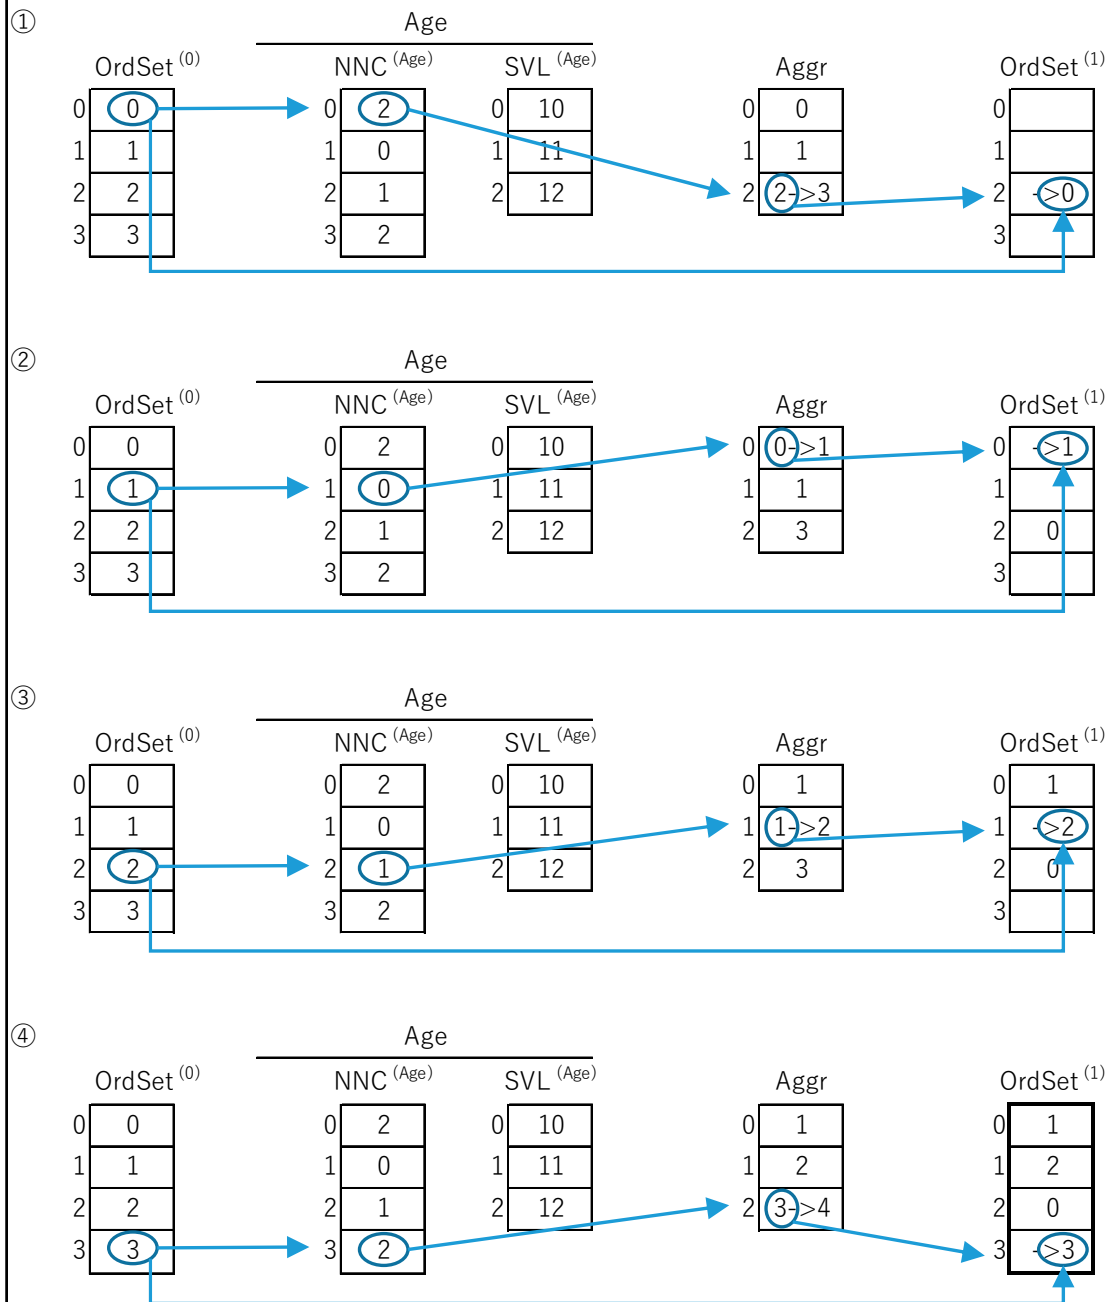 ①
Age
OrdSet (0) NNC (Age) SVL (Age) Aggr OrdSet (1)
0 0 0 2 0 10 0 0 0
1 1 1 0 1 11 1 1 1
2 2 2 1 2 12 2 2->3 2 ->0
3 3 3 2 3
②
Age
OrdSet (0) NNC (Age) SVL (Age) Aggr OrdSet (1)
0 0 0 2 0 10 0 0->1 0 ->1
1 1 1 0 1 11 1 1 1
2 2 2 1 2 12 2 3 2 0
3 3 3 2 3
③
Age
OrdSet (0) NNC (Age) SVL (Age) Aggr OrdSet (1)
0 0 0 2 0 10 0 1 0 1
1 1 1 0 1 11 1 1->2 1 ->2
2 2 2 1 2 12 2 3 2 0
3 3 3 2 3
④
Age
OrdSet (0) NNC (Age) SVL (Age) Aggr OrdSet (1)
0 0 0 2 0 10 0 1 0 1
1 1 1 0 1 11 1 2 1 2
2 2 2 1 2 12 2 3->4 2 0
3 3 3 2 3 ->3